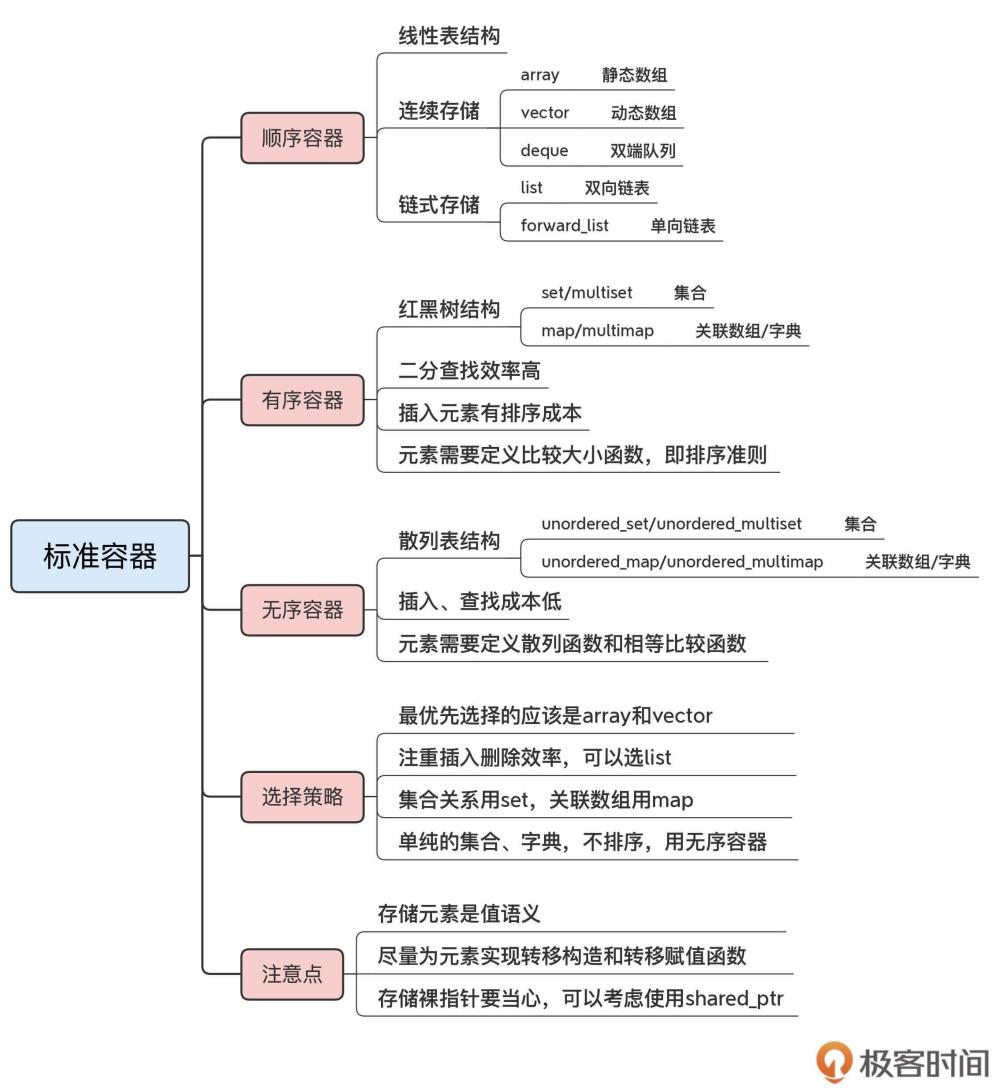 标准容器
顺序容器
线性表结构
连续存储
array 静态数组
vector 动态数组
deque 双端队列
链式存储
list 双向链表
forward_list 单向链表
有序容器
红黑树结构
set/multiset 集合
map/multimap 关联数组/字典
二分查找效率高
插入元素有排序成本
元素需要定义比较大小函数，即排序准则
无序容器
散列表结构
unordered_set/unordered_multiset 集合
unordered_map/unordered_multimap 关联数组/字典
插入、查找成本低
元素需要定义散列函数和相等比较函数
选择策略
最优先选择的应该是array和vector
注重插入删除效率，可以选list
集合关系用set，关联数组用map
单纯的集合、字典，不排序，用无序容器
注意点
存储元素是值语义
尽量为元素实现转移构造和转移赋值函数
存储裸指针要当心，可以考虑使用shared_ptr
极客时间